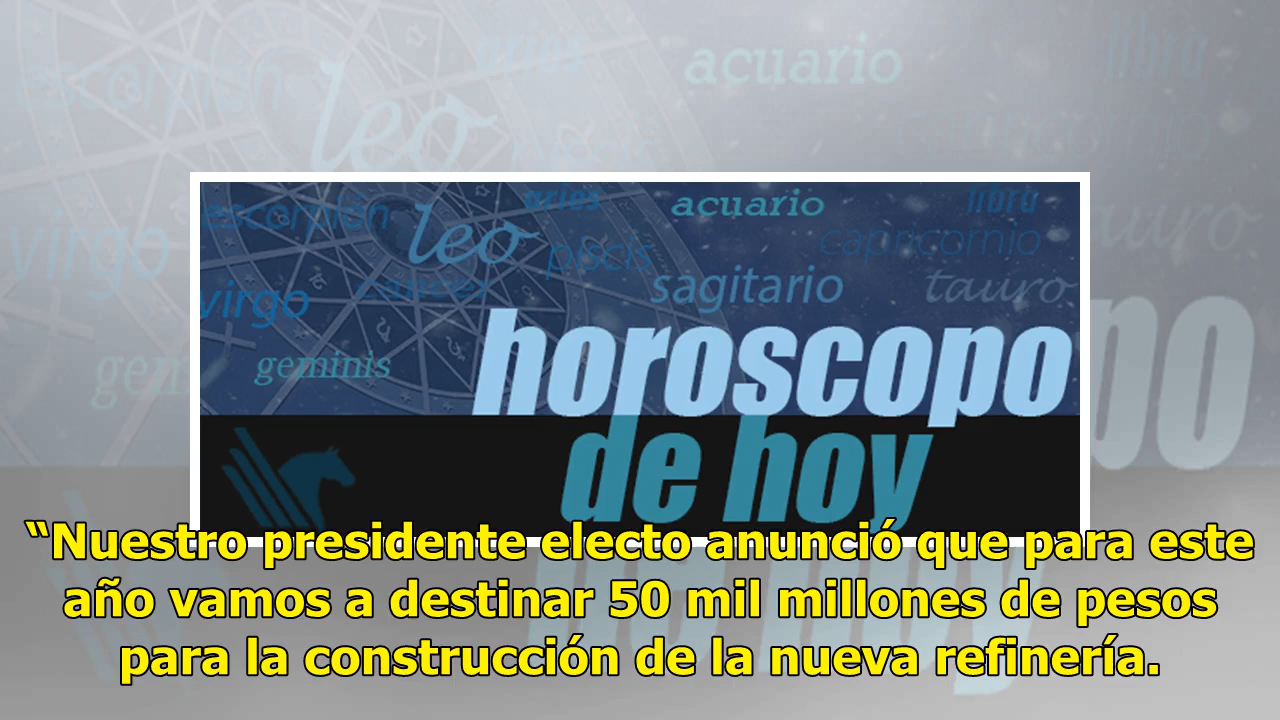 escorpión
aries
acuario
libra
leo
piscis
capricornio
virgo
cancer
sagitario
tauro
geminis
horoscopo
de hoy
“Nuestro presidente electo anunció que para este
año vamos a destinar 50 mil millones de pesos
para la construcción de la nueva refinería.